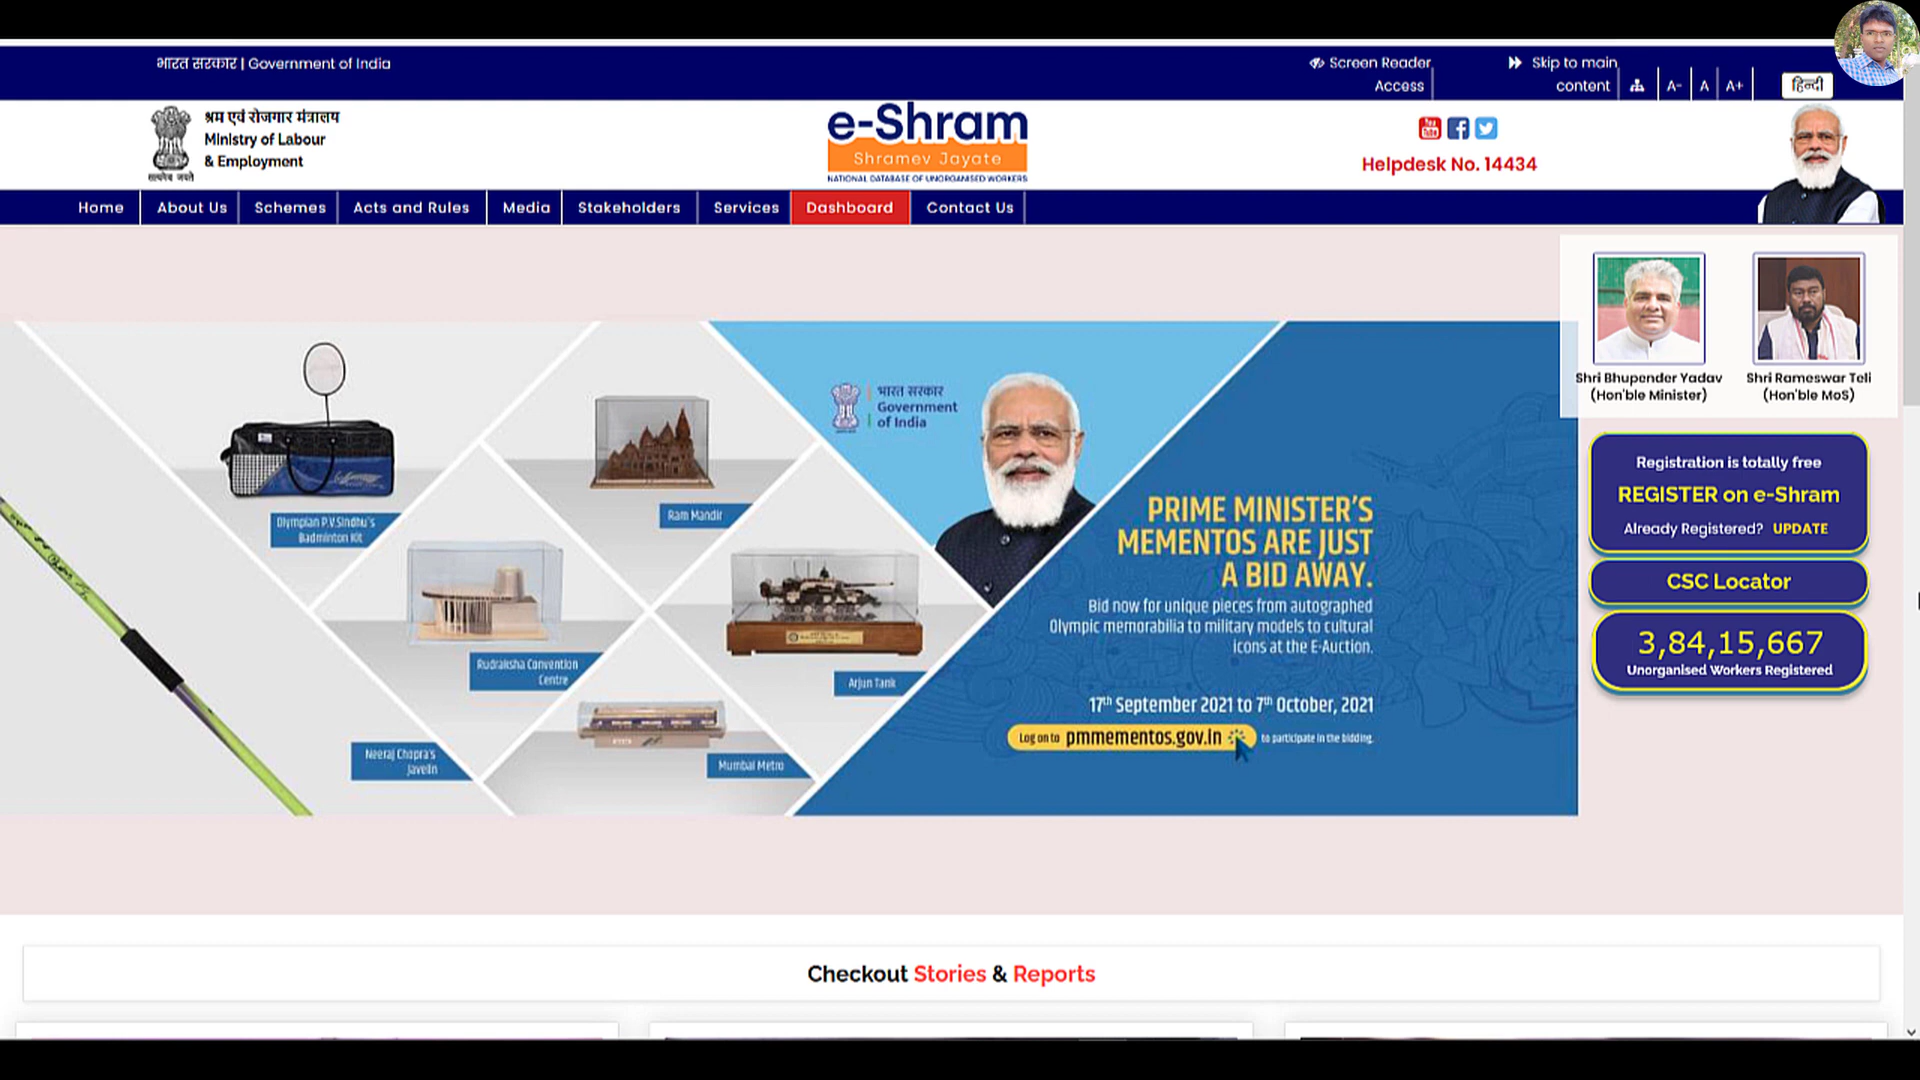 भारत सरकार | Government of India
Screen Reader
Access
Skip to main
content
A-
A
A+
हिन्दी
श्रम एवं रोजगार मंत्रालय
Ministry of Labour
& Employment
सत्यमेव जयते
e-Shram
Shramev Jayate
NATIONAL DATABASE OF UNORGANISED WORKERS
You
Tube
Helpdesk No. 14434
Home
About Us
Schemes
Acts and Rules
Media
Stakeholders
Services
Dashboard
Contact Us
Shri Bhupender Yadav
(Hon'ble Minister)
Shri Rameswar Teli
(Hon'ble MoS)
भारत सरकार
Government
of India
Olympian P.V.Sindhu's
Badminton Kit
Ram Mandir
Rudraksha Convention
Centre
Arjun Tank
Neeraj Chopra's
Javelin
Mumbai Metro
PRIME MINISTER'S
MEMENTOS ARE JUST
A BID AWAY.
Bid now for unique pieces from autographed
Olympic memorabilia to military models to cultural
icons at the E-Auction.
17th September 2021 to 7th October, 2021
Log on to pmmementos.gov.in to participate in the bidding.
Registration is totally free
REGISTER on e-Shram
Already Registered? UPDATE
CSC Locator
3,84,15,667
Unorganised Workers Registered
Checkout Stories & Reports